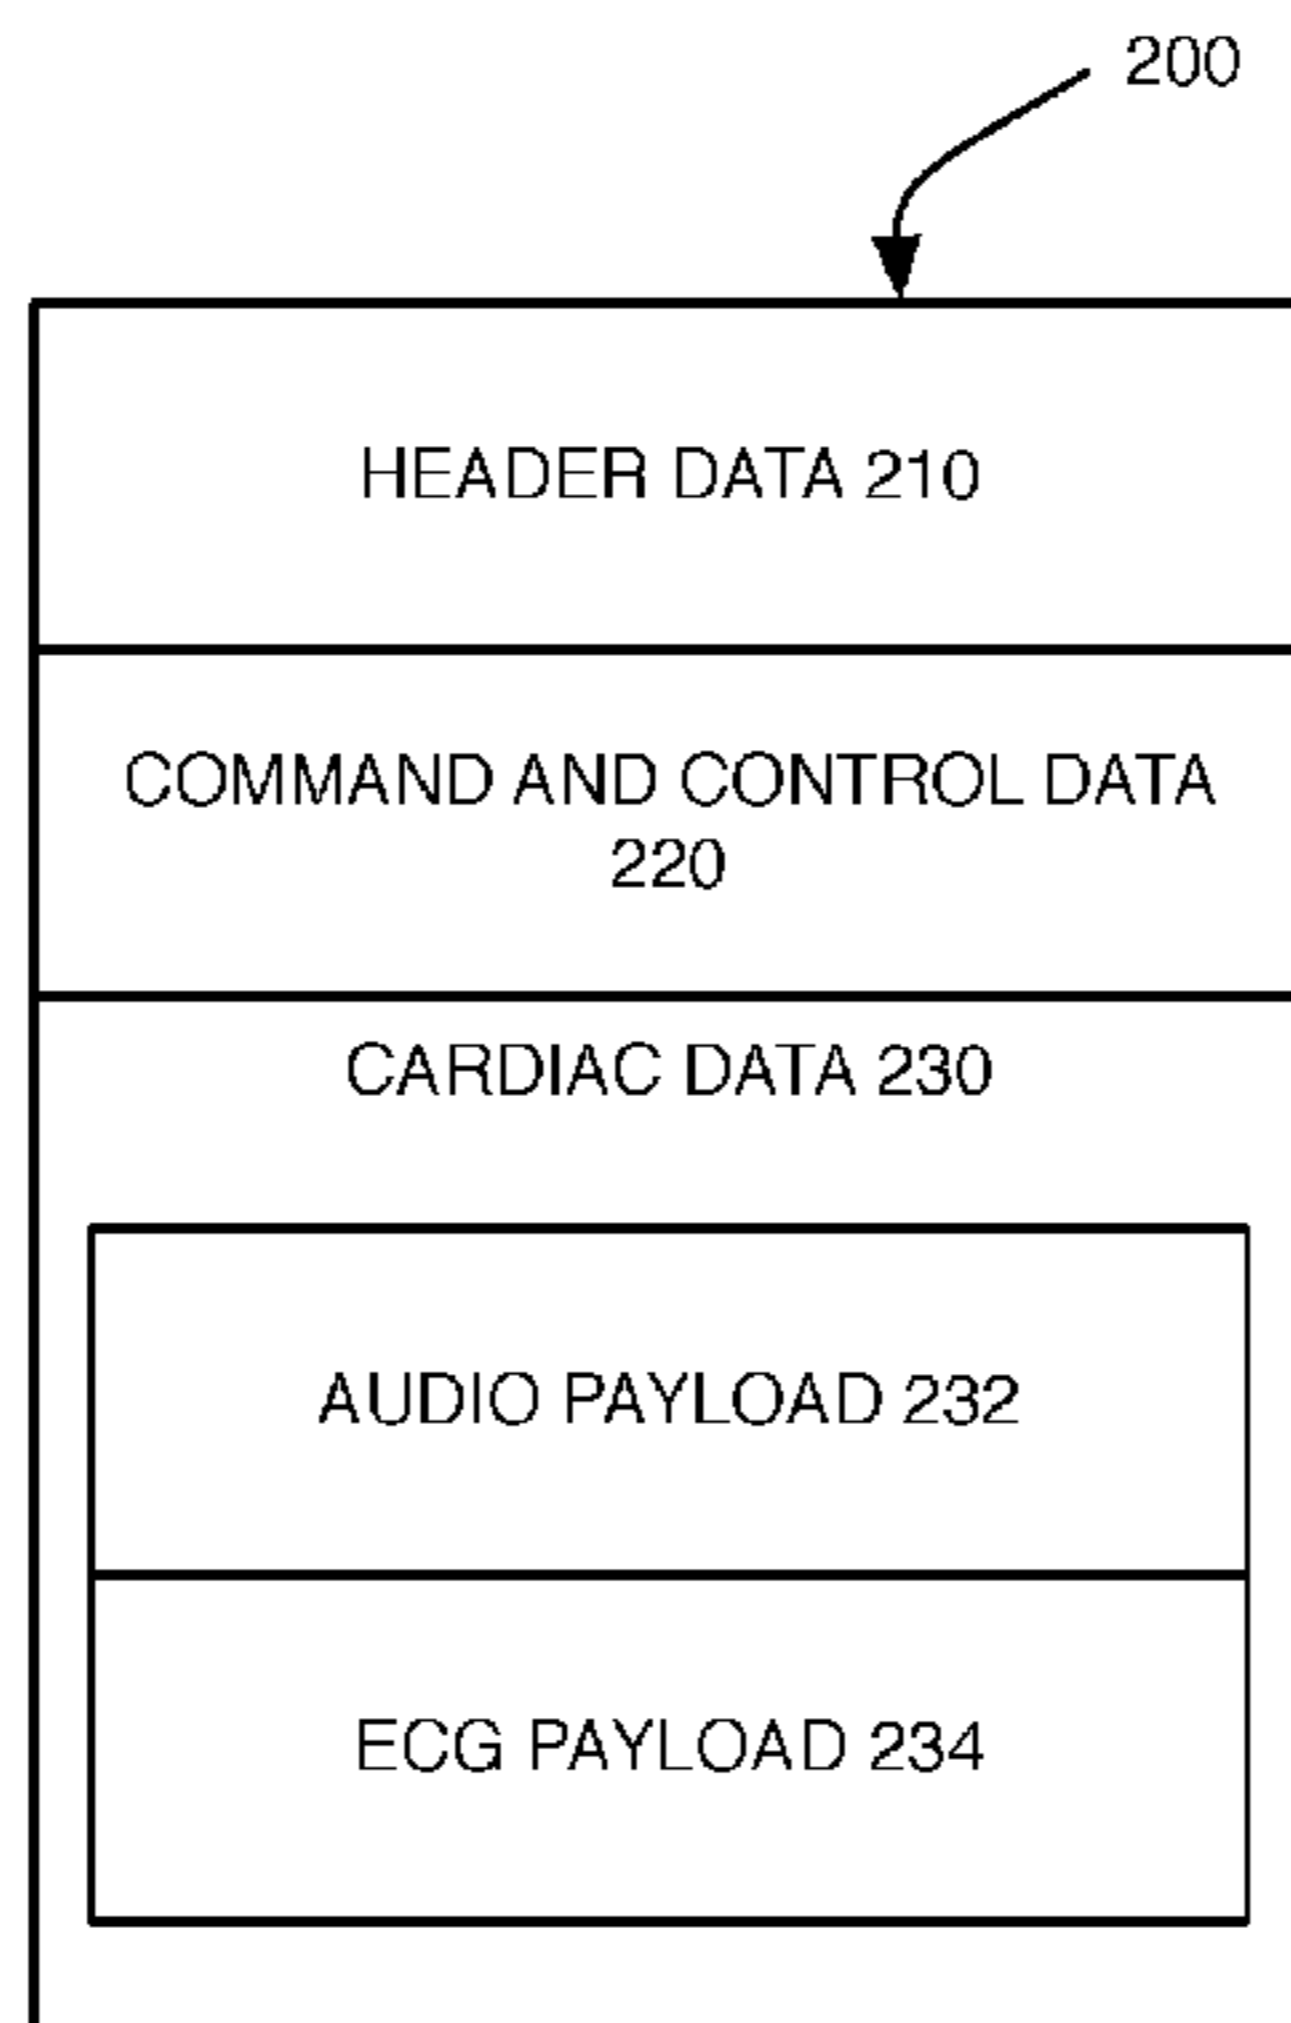 200
HEADER DATA 210
COMMAND AND CONTROL DATA
220
CARDIAC DATA 230
AUDIO PAYLOAD 232
ECG PAYLOAD 234